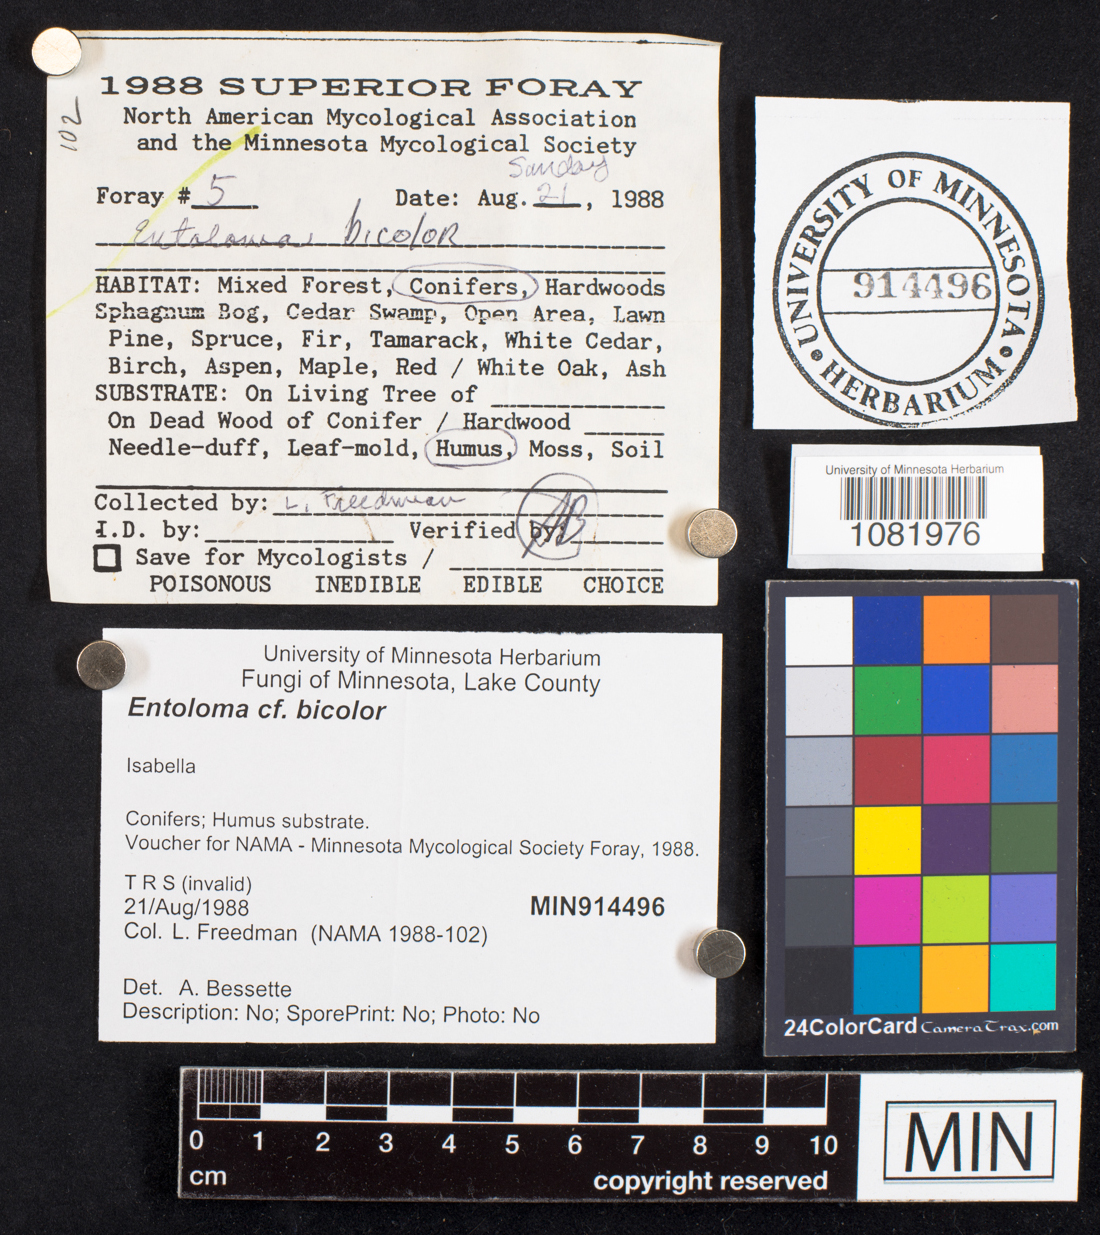 1988 SUPERIOR FORAY
North American Mycological Association
and the Minnesota Mycological Society
102
Sunday
Foray # 5 Date: Aug. 21, 1988
Entoloma bicolor
HABITAT: Mixed Forest, Conifers, Hardwoods
Sphagnum Bog, Cedar Swamp, Open Area, Lawn
Pine, Spruce, Fir, Tamarack, White Cedar,
Birch, Aspen, Maple, Red / White Oak, Ash
SUBSTRATE: On Living Tree of
On Dead Wood of Conifer / Hardwood
Needle-duff, Leaf-mold, Humus, Moss, Soil
Collected by: L. Freedman
I.D. by: Verified by: AB
Save for Mycologists /
POISONOUS INEDIBLE EDIBLE CHOICE
UNIVERSITY OF MINNESOTA
914496
• HERBARIUM •
University of Minnesota Herbarium
1081976
University of Minnesota Herbarium
Fungi of Minnesota, Lake County
Entoloma cf. bicolor
Isabella
Conifers; Humus substrate.
Voucher for NAMA - Minnesota Mycological Society Foray, 1988.
T R S (invalid)
21/Aug/1988 MIN914496
Col. L. Freedman (NAMA 1988-102)
Det. A. Bessette
Description: No; SporePrint: No; Photo: No
24ColorCard CameraTrax.com
0 1 2 3 4 5 6 7 8 9 10
cm copyright reserved
MIN